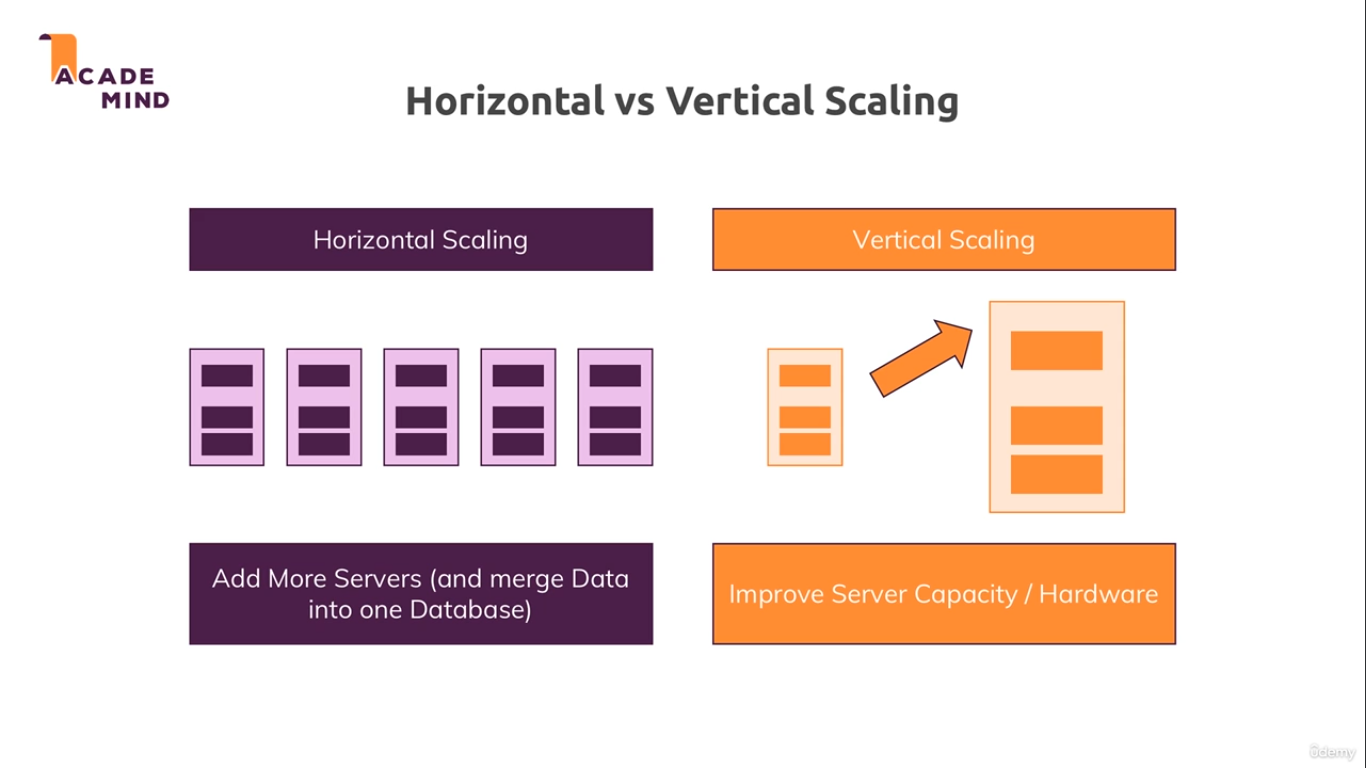 ACADE
MIND
Horizontal vs Vertical Scaling
Horizontal Scaling
Vertical Scaling
Add More Servers (and merge Data
into one Database)
Improve Server Capacity / Hardware
ûdemy